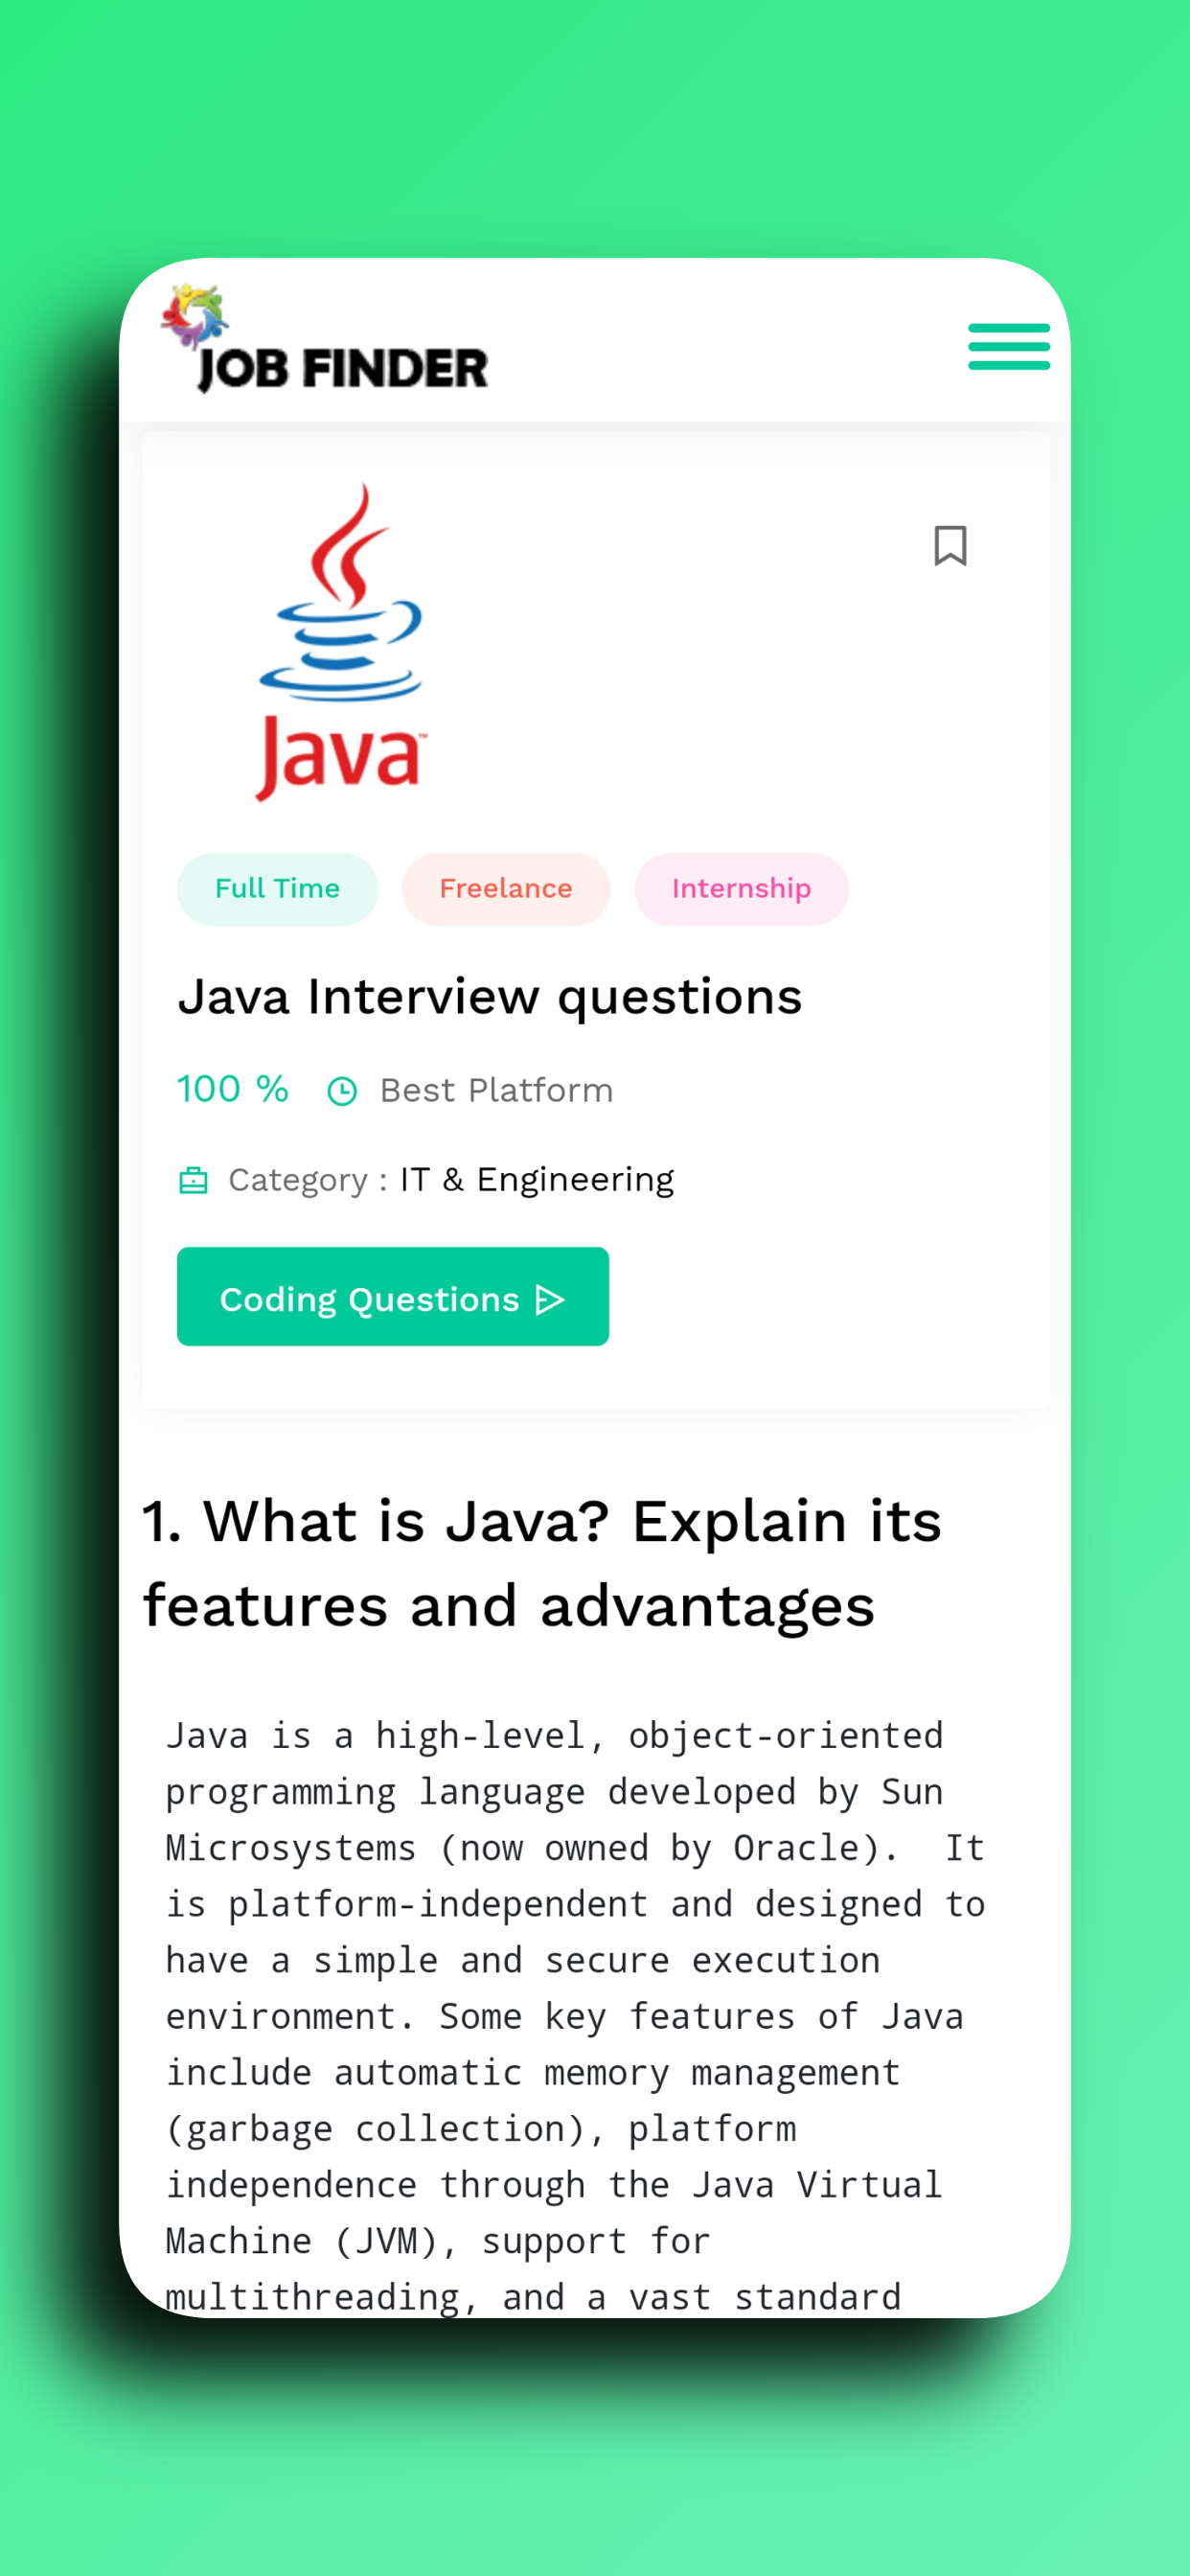 JOB FINDER
Java™
Full Time Freelance Internship
Java Interview questions
100 % Best Platform
Category : IT & Engineering
Coding Questions
1. What is Java? Explain its
features and advantages
Java is a high-level, object-oriented
programming language developed by Sun
Microsystems (now owned by Oracle).  It
is platform-independent and designed to
have a simple and secure execution
environment. Some key features of Java
include automatic memory management
(garbage collection), platform
independence through the Java Virtual
Machine (JVM), support for
multithreading, and a vast standard